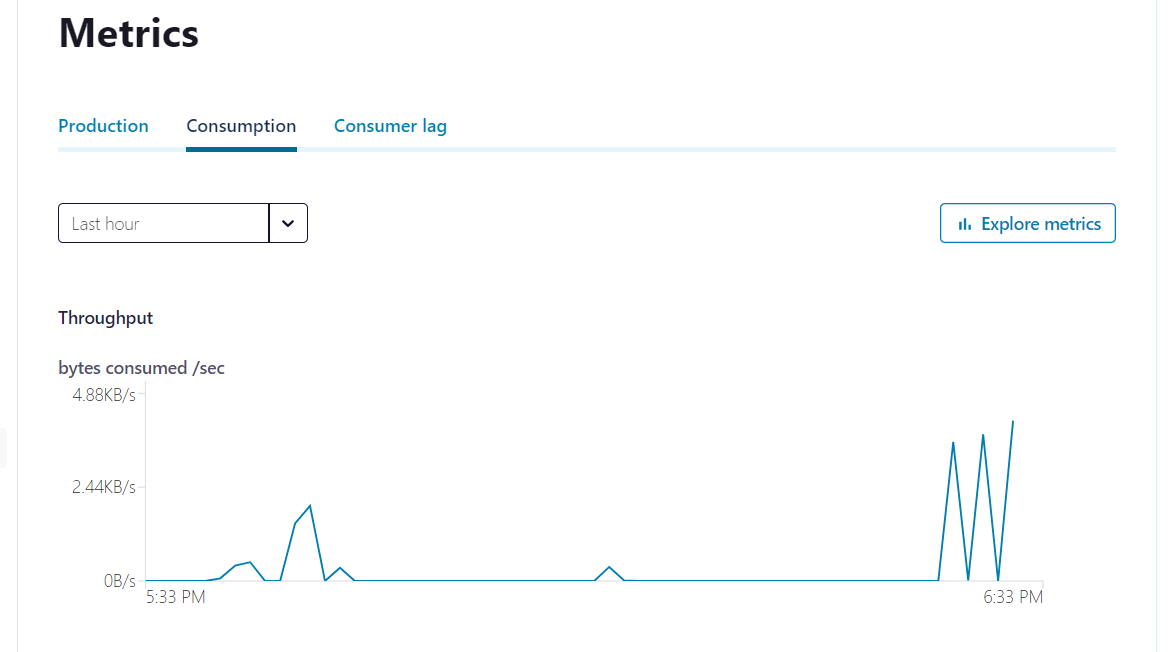 Metrics
Production Consumption Consumer lag
Last hour
Explore metrics
Throughput
bytes consumed /sec
4.88KB/s
2.44KB/s
0B/s
5:33 PM 6:33 PM